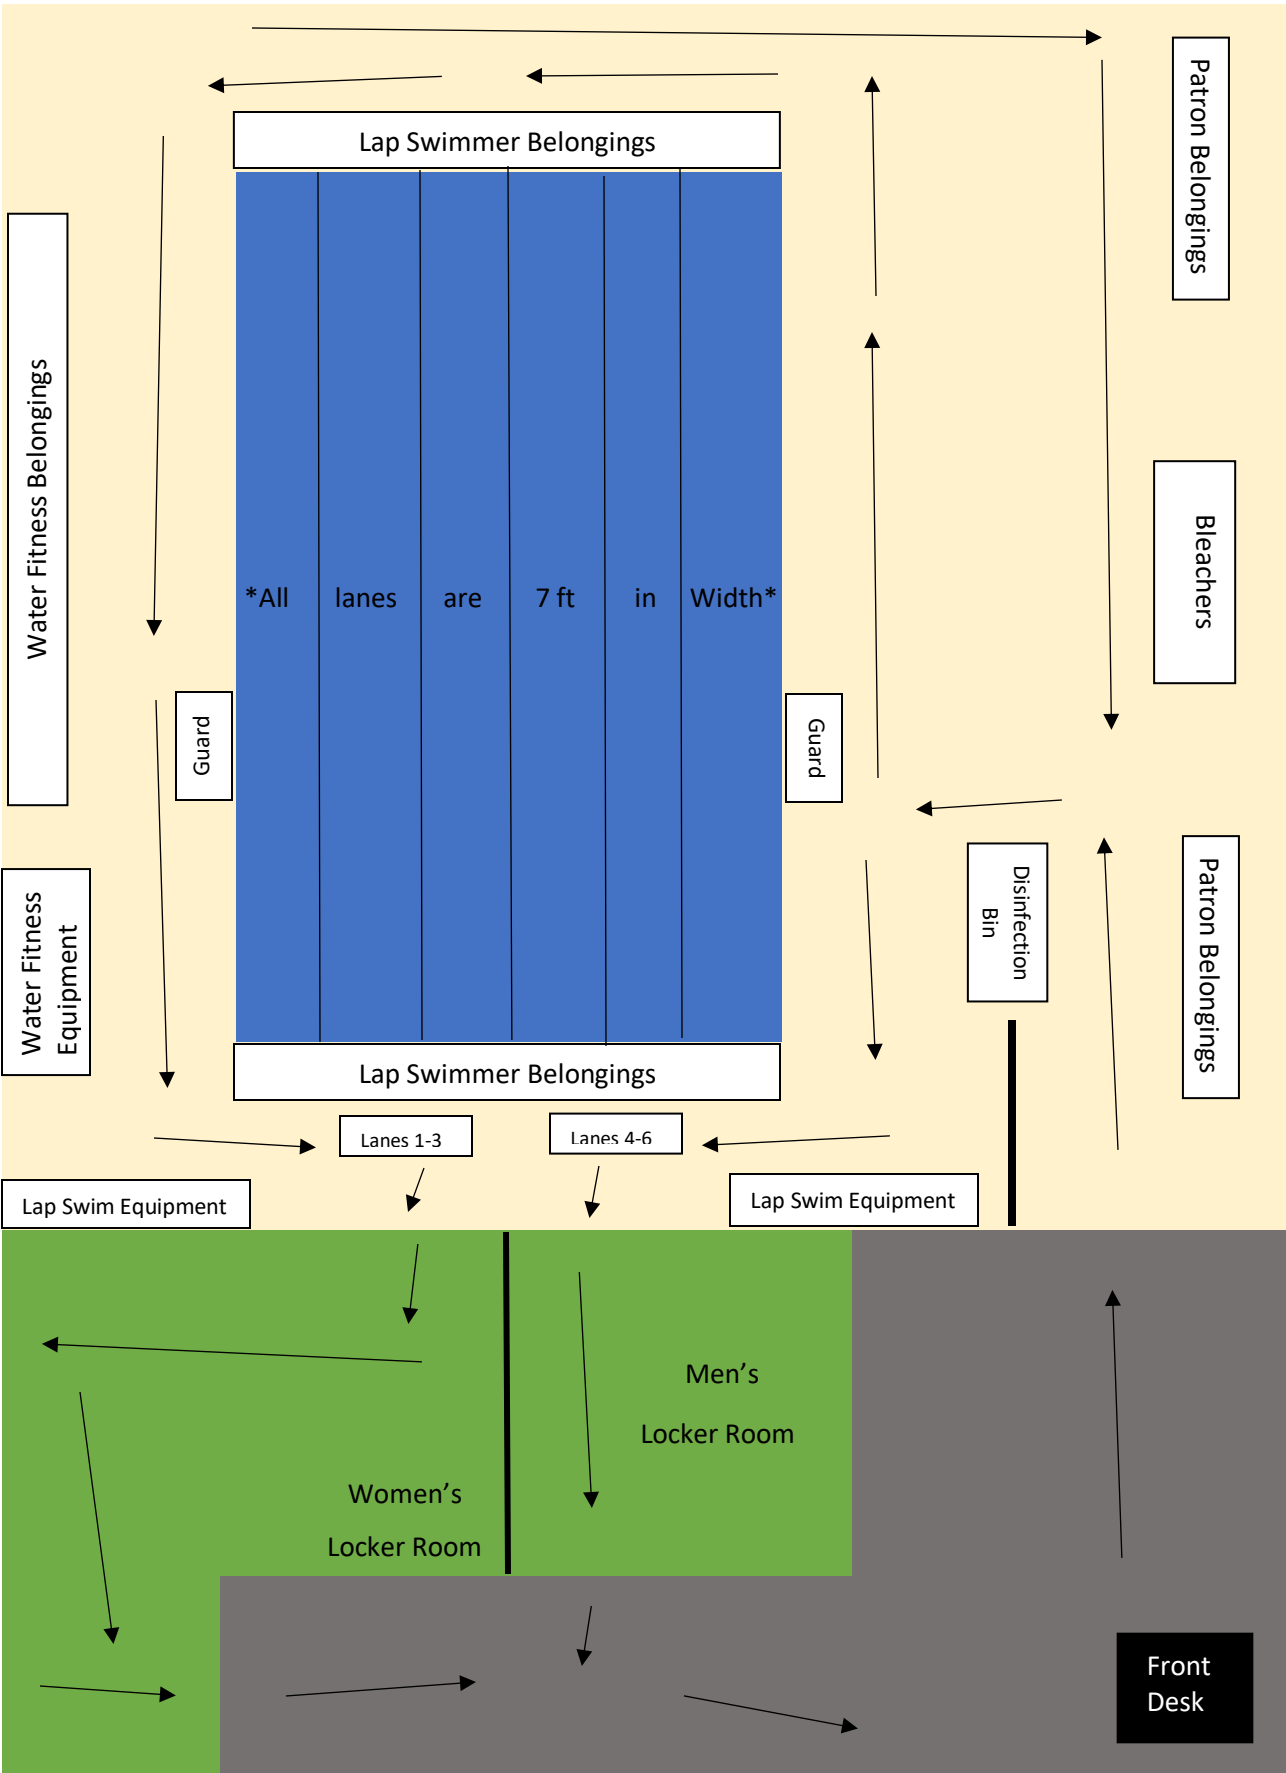 Patron Belongings
Lap Swimmer Belongings
Water Fitness Belongings
Bleachers
*All lanes are 7 ft in Width*
Guard
Guard
Disinfection
Bin
Patron Belongings
Water Fitness
Equipment
Lap Swimmer Belongings
Lanes 1-3
Lanes 4-6
Lap Swim Equipment
Lap Swim Equipment
Men’s
Locker Room
Women’s
Locker Room
Front
Desk